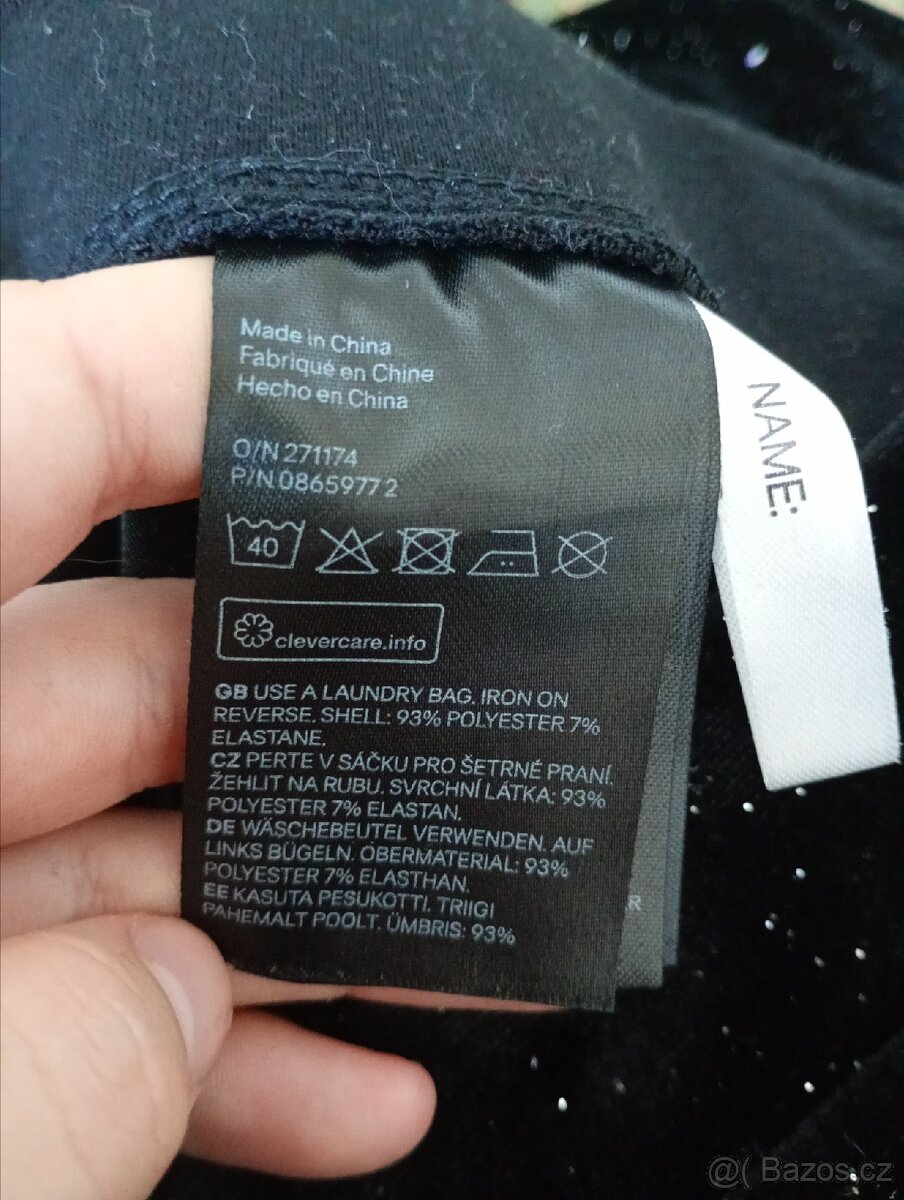 Made in China
Fabriqué en Chine
Hecho en China
O/N 271174
P/N 0865977 2
40
clevercare.info
GB USE A LAUNDRY BAG. IRON ON
REVERSE. SHELL: 93% POLYESTER 7%
ELASTANE.
CZ PERTE V SÁČKU PRO ŠETRNÉ PRANÍ.
ŽEHLIT NA RUBU. SVRCHNÍ LÁTKA: 93%
POLYESTER 7% ELASTAN.
DE WÄSCHEBEUTEL VERWENDEN. AUF
LINKS BÜGELN. OBERMATERIAL: 93%
POLYESTER 7% ELASTHAN.
EE KASUTA PESUKOTTI. TRIIGI
PAHEMALT POOLT. ÜMBRIS: 93%
R
NAME:
@( Bazos.cz